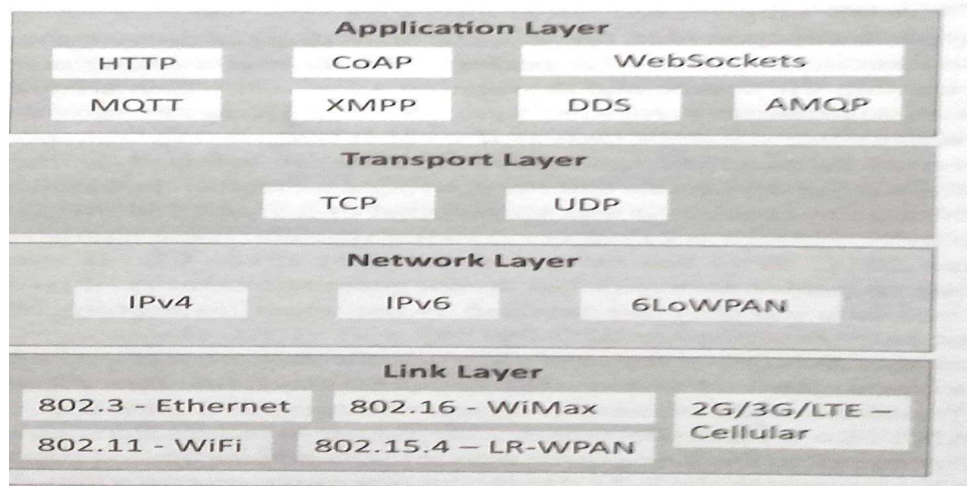 Application Layer
HTTP CoAP WebSockets
MQTT XMPP DDS AMQP
Transport Layer
TCP UDP
Network Layer
IPv4 IPv6 6LoWPAN
Link Layer
802.3 - Ethernet 802.16 - WiMax 2G/3G/LTE –
Cellular
802.11 - WiFi 802.15.4 – LR-WPAN